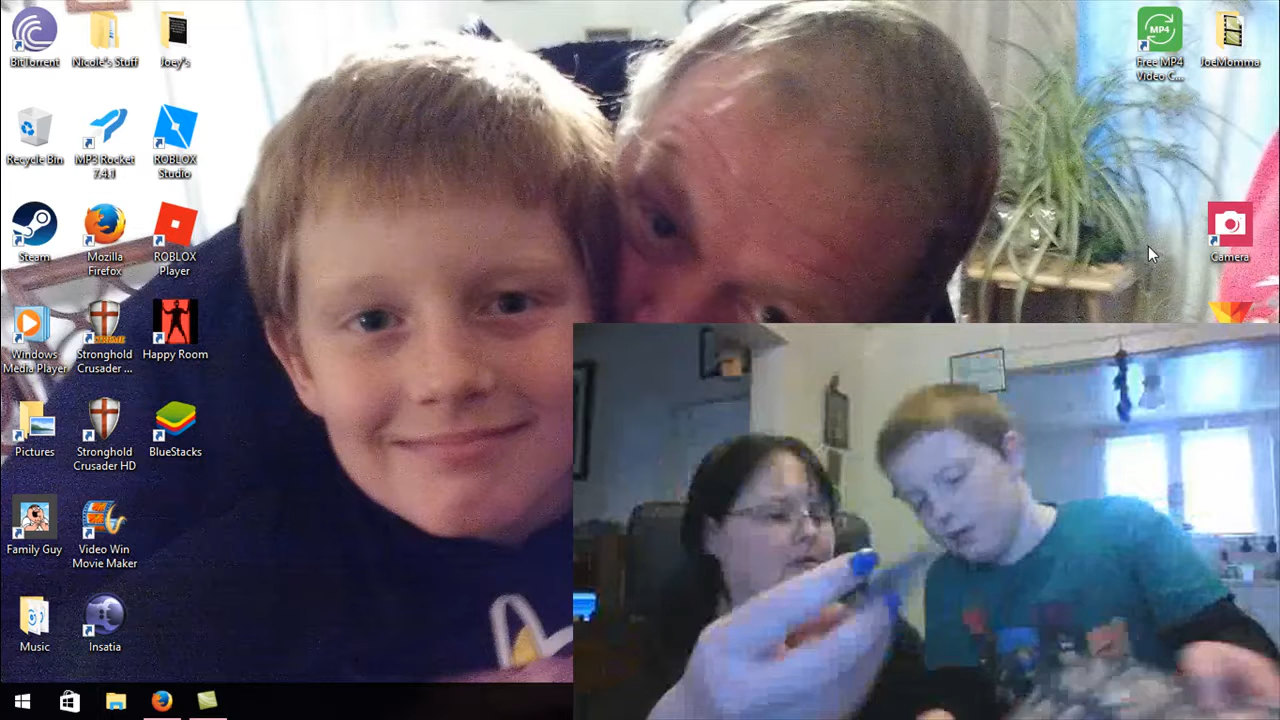 BitTorrent
Nicole's Stuff
Joey's
MP4
Free MP4
Video C...
JoeMomma
Recycle Bin
MP3 Rocket
7.4.1
ROBLOX
Studio
Steam
Mozilla
Firefox
ROBLOX
Player
Camera
Windows
Media Player
Stronghold
Crusader ...
Happy Room
Pictures
Stronghold
Crusader HD
BlueStacks
Family Guy
Video Win
Movie Maker
Music
Insatia